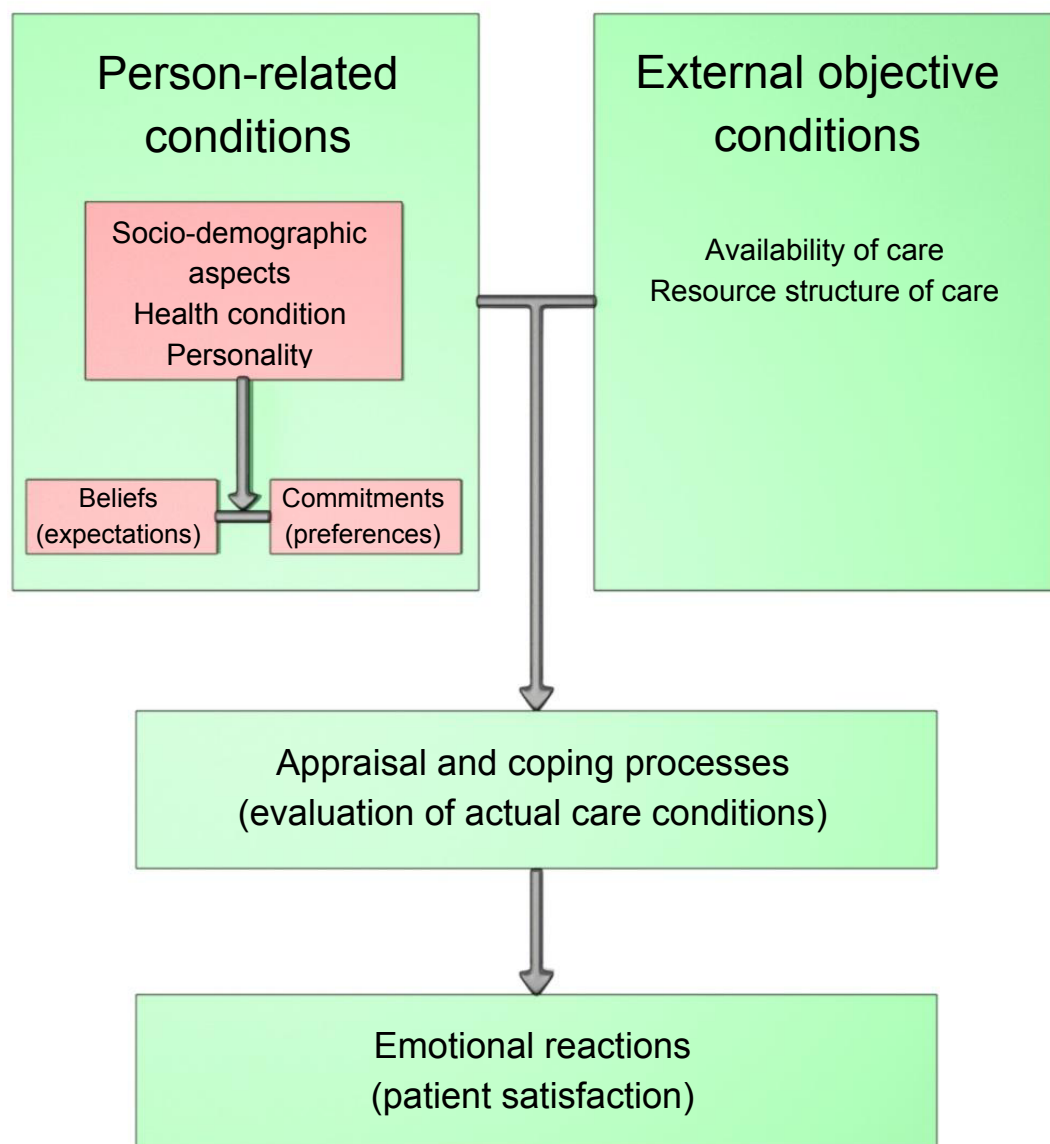 Person-related
conditions
Socio-demographic
aspects
Health condition
Personality
Beliefs
(expectations)
Commitments
(preferences)
External objective
conditions
Availability of care
Resource structure of care
Appraisal and coping processes
(evaluation of actual care conditions)
Emotional reactions
(patient satisfaction)